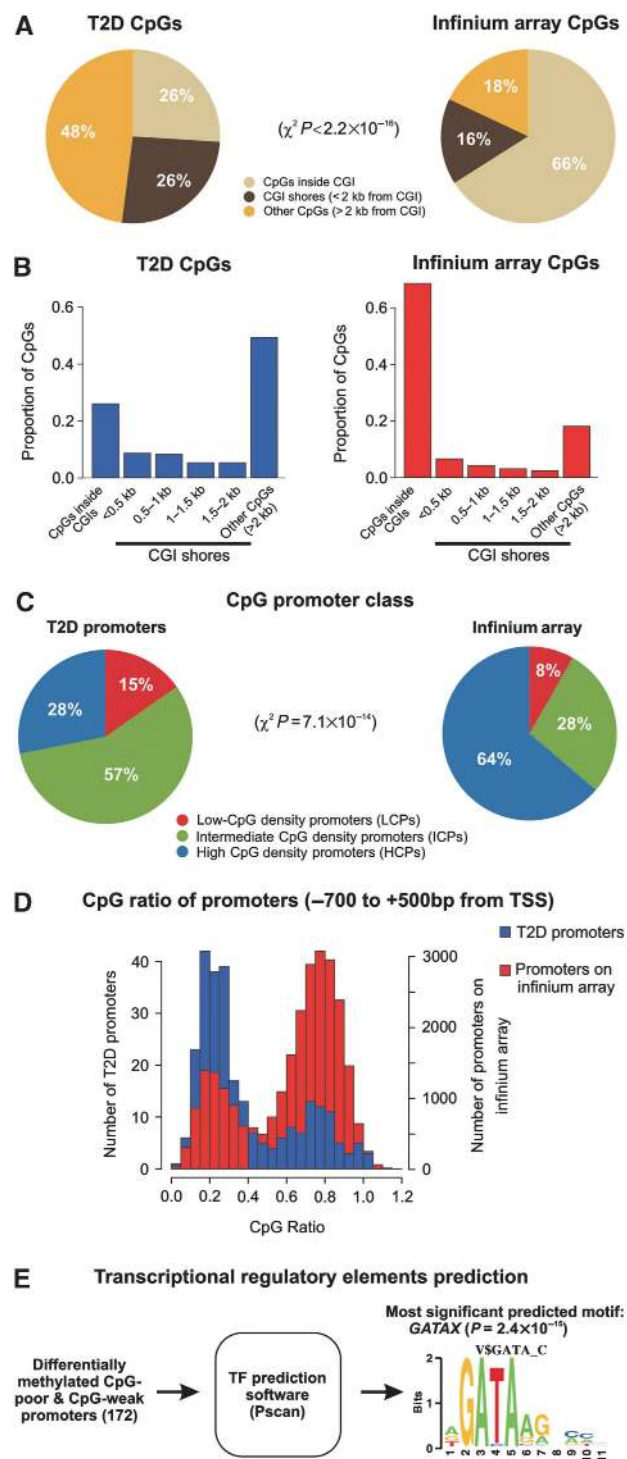 A
T2D CpGs
Infinium array CpGs
26%
48%
26%
(χ² P<2.2×10⁻¹⁶)
18%
16%
66%
CpGs inside CGI
CGI shores (<2 kb from CGI)
Other CpGs (>2 kb from CGI)
B
T2D CpGs
Infinium array CpGs
Proportion of CpGs
0.6
0.4
0.2
0.0
CpGs inside
CGIs
<0.5 kb
0.5–1 kb
1–1.5 kb
1.5–2 kb
Other CpGs
(>2 kb)
CGI shores
Proportion of CpGs
0.6
0.4
0.2
0.0
CpGs inside
CGIs
<0.5 kb
0.5–1 kb
1–1.5 kb
1.5–2 kb
Other CpGs
(>2 kb)
CGI shores
C
CpG promoter class
T2D promoters
Infinium array
15%
28%
57%
(χ² P=7.1×10⁻¹⁴)
8%
28%
64%
Low-CpG density promoters (LCPs)
Intermediate CpG density promoters (ICPs)
High CpG density promoters (HCPs)
D
CpG ratio of promoters (–700 to +500bp from TSS)
T2D promoters
Promoters on
infinium array
Number of T2D promoters
40
30
20
10
0
3000
2000
1000
0
Number of promoters on
infinium array
0.0 0.2 0.4 0.6 0.8 1.0 1.2
CpG Ratio
E
Transcriptional regulatory elements prediction
Most significant predicted motif:
GATAX (P = 2.4×10⁻¹⁵)
Differentially
methylated CpG-
poor & CpG-weak
promoters (172)
TF prediction
software
(Pscan)
V$GATA_C
Bits
2
1
0
GATA
1 2 3 4 5 6 7 8 9 10 11